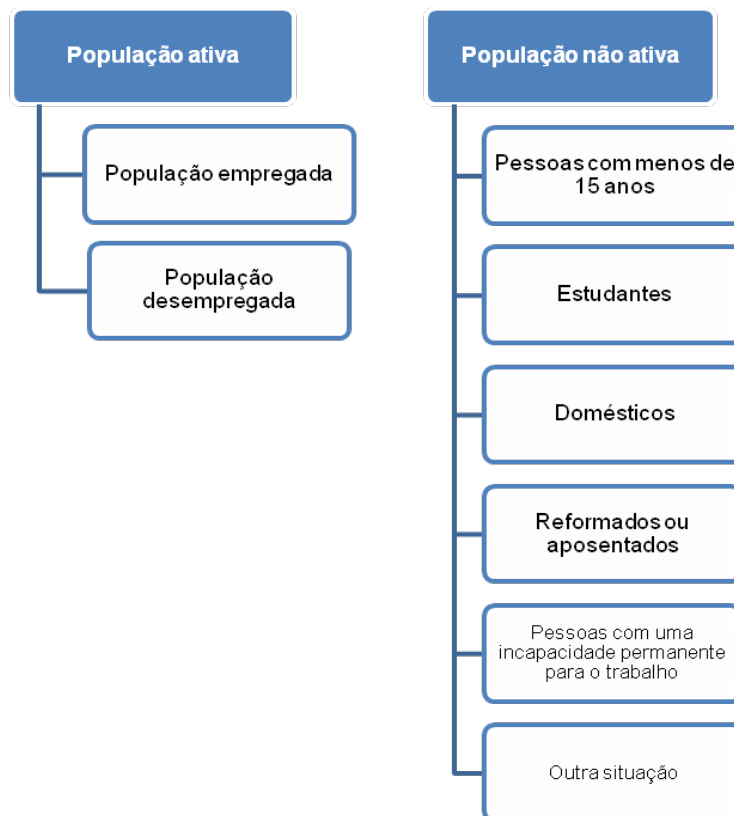 População ativa
População empregada
População
desempregada
População não ativa
Pessoas com menos de
15 anos
Estudantes
Domésticos
Reformados ou
aposentados
Pessoas com uma
incapacidade permanente
para o trabalho
Outra situação